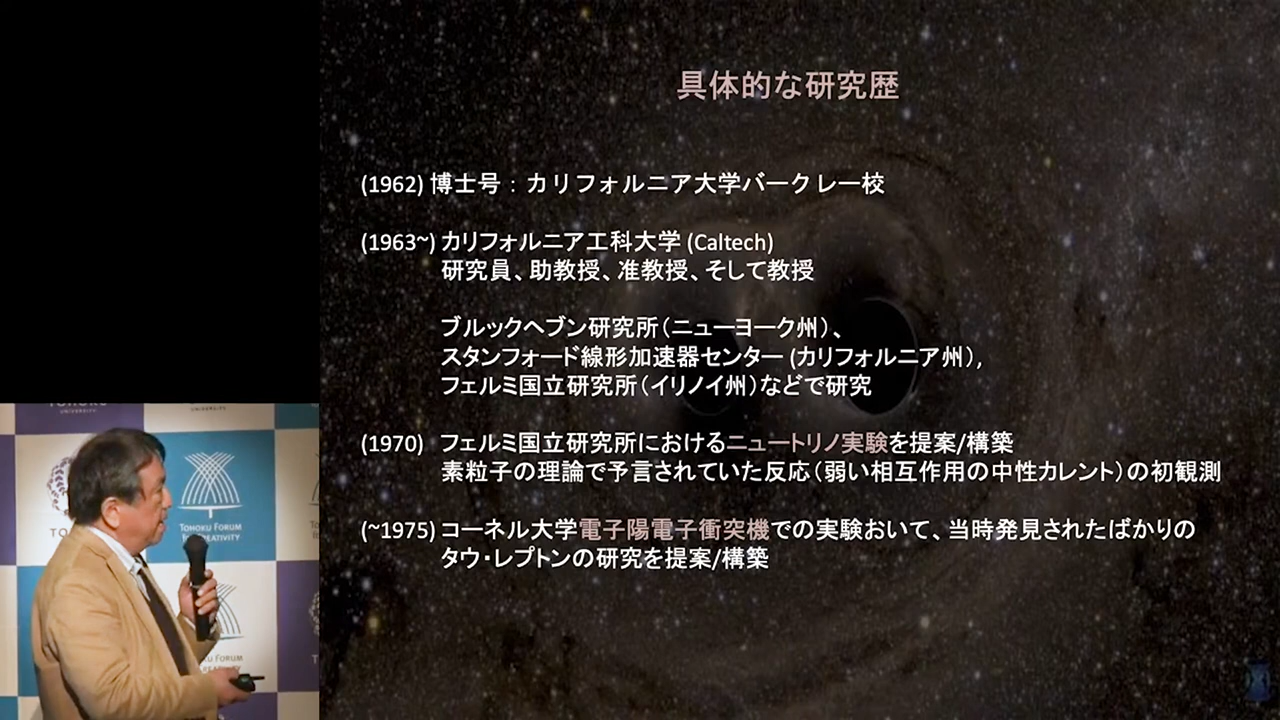 具体的な研究歴
(1962) 博士号：カリフォルニア大学バークレー校
(1963~) カリフォルニア工科大学 (Caltech)
研究員、助教授、准教授、そして教授
ブルックヘブン研究所（ニューヨーク州）、
スタンフォード線形加速器センター (カリフォルニア州),
フェルミ国立研究所（イリノイ州）などで研究
(1970) フェルミ国立研究所におけるニュートリノ実験を提案/構築
素粒子の理論で予言されていた反応（弱い相互作用の中性カレント）の初観測
(~1975) コーネル大学電子陽電子衝突機での実験おいて、当時発見されたばかりの
タウ・レプトンの研究を提案/構築
TOHOKU
UNIVERSITY
TOHOKU FORUM